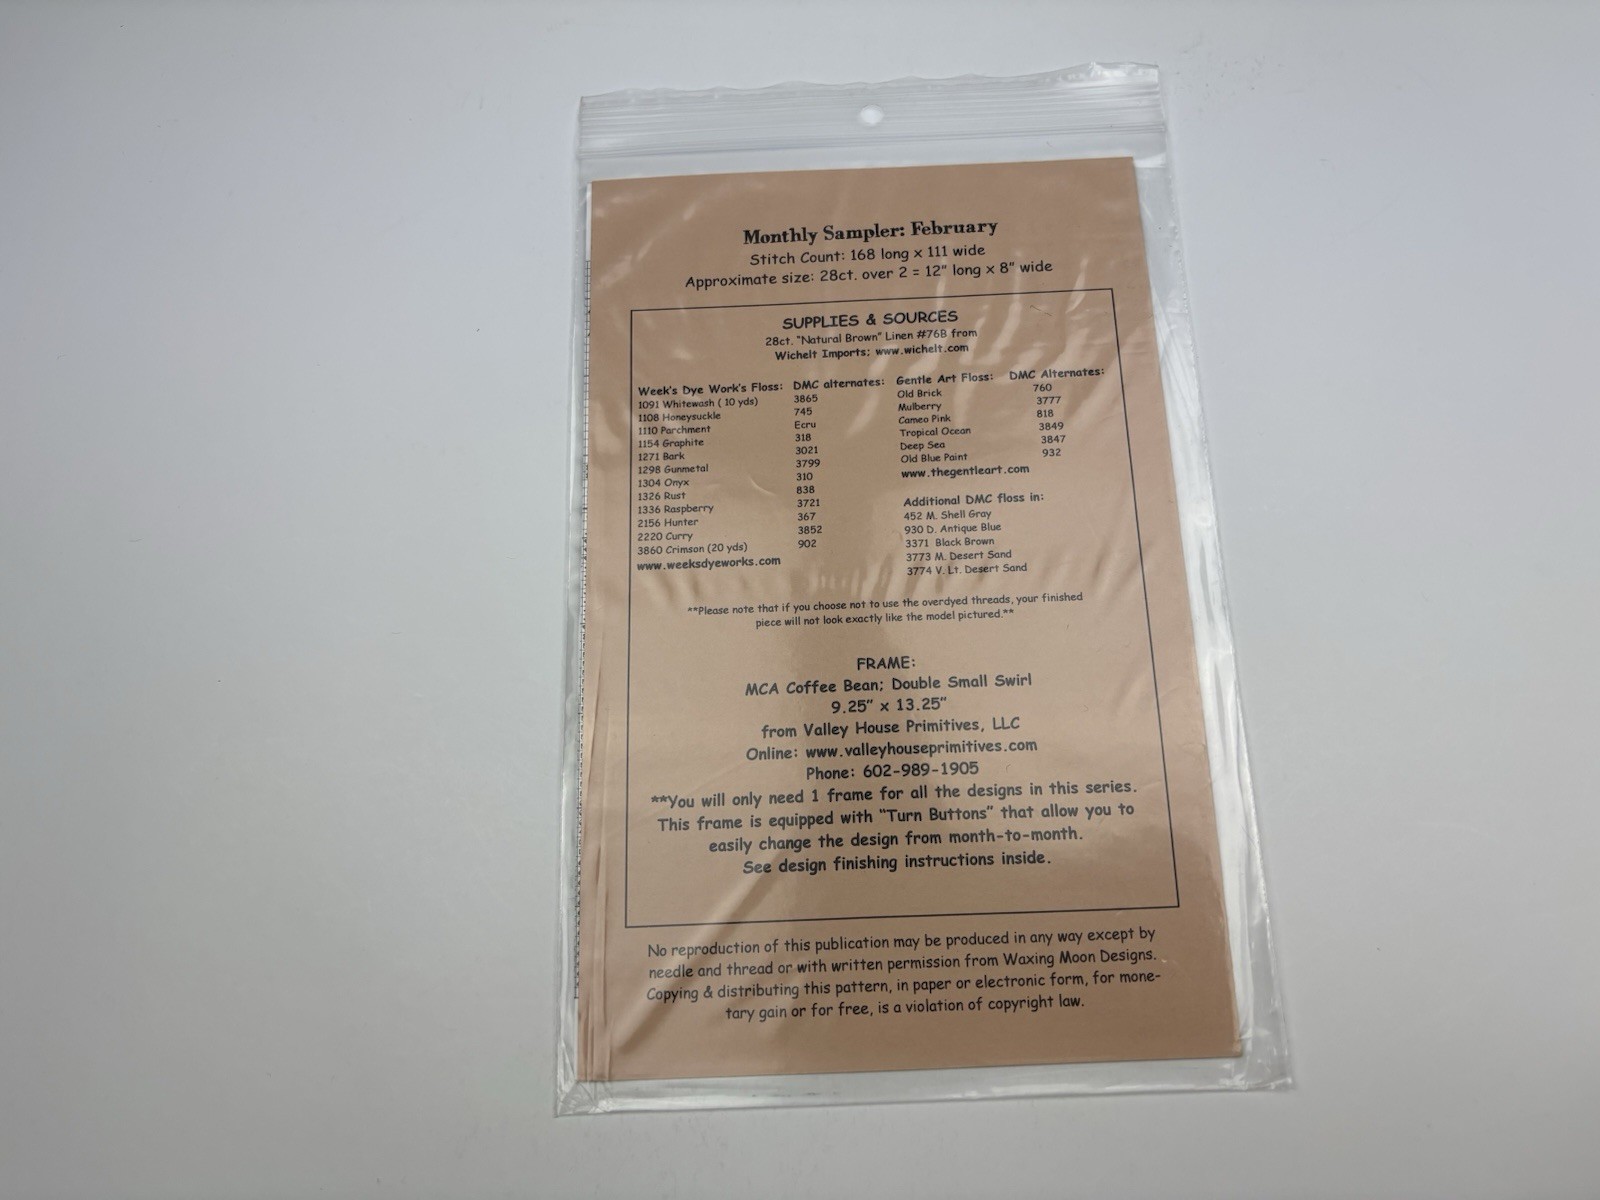 Monthly Sampler: February
Stitch Count: 168 long x 111 wide
Approximate size: 28ct. over 2 = 12" long x 8" wide
SUPPLIES & SOURCES
28ct. "Natural Brown" Linen #76B from
Wichelt Imports: www.wichelt.com
Week's Dye Work's Floss: DMC alternates:
1091 Whitewash ( 10 yds) 3865
1108 Honeysuckle 745
1110 Parchment Ecru
1154 Graphite 318
1271 Bark 3021
1298 Gunmetal 3799
1304 Onyx 310
1326 Rust 838
1336 Raspberry 3721
2156 Hunter 367
2220 Curry 3852
3860 Crimson (20 yds) 902
www.weeksdyeworks.com
Gentle Art Floss: DMC Alternates:
Old Brick 760
Mulberry 3777
Cameo Pink 818
Tropical Ocean 3849
Deep Sea 3847
Old Blue Paint 932
www.thegentleart.com
Additional DMC floss in:
452 M. Shell Gray
930 D. Antique Blue
3371 Black Brown
3773 M. Desert Sand
3774 V. Lt. Desert Sand
**Please note that if you choose not to use the overdyed threads, your finished
piece will not look exactly like the model pictured.**
FRAME:
MCA Coffee Bean; Double Small Swirl
9.25" x 13.25"
from Valley House Primitives, LLC
Online: www.valleyhouseprimitives.com
Phone: 602-989-1905
**You will only need 1 frame for all the designs in this series.
This frame is equipped with "Turn Buttons" that allow you to
easily change the design from month-to-month.
See design finishing instructions inside.
No reproduction of this publication may be produced in any way except by
needle and thread or with written permission from Waxing Moon Designs.
Copying & distributing this pattern, in paper or electronic form, for mone-
tary gain or for free, is a violation of copyright law.